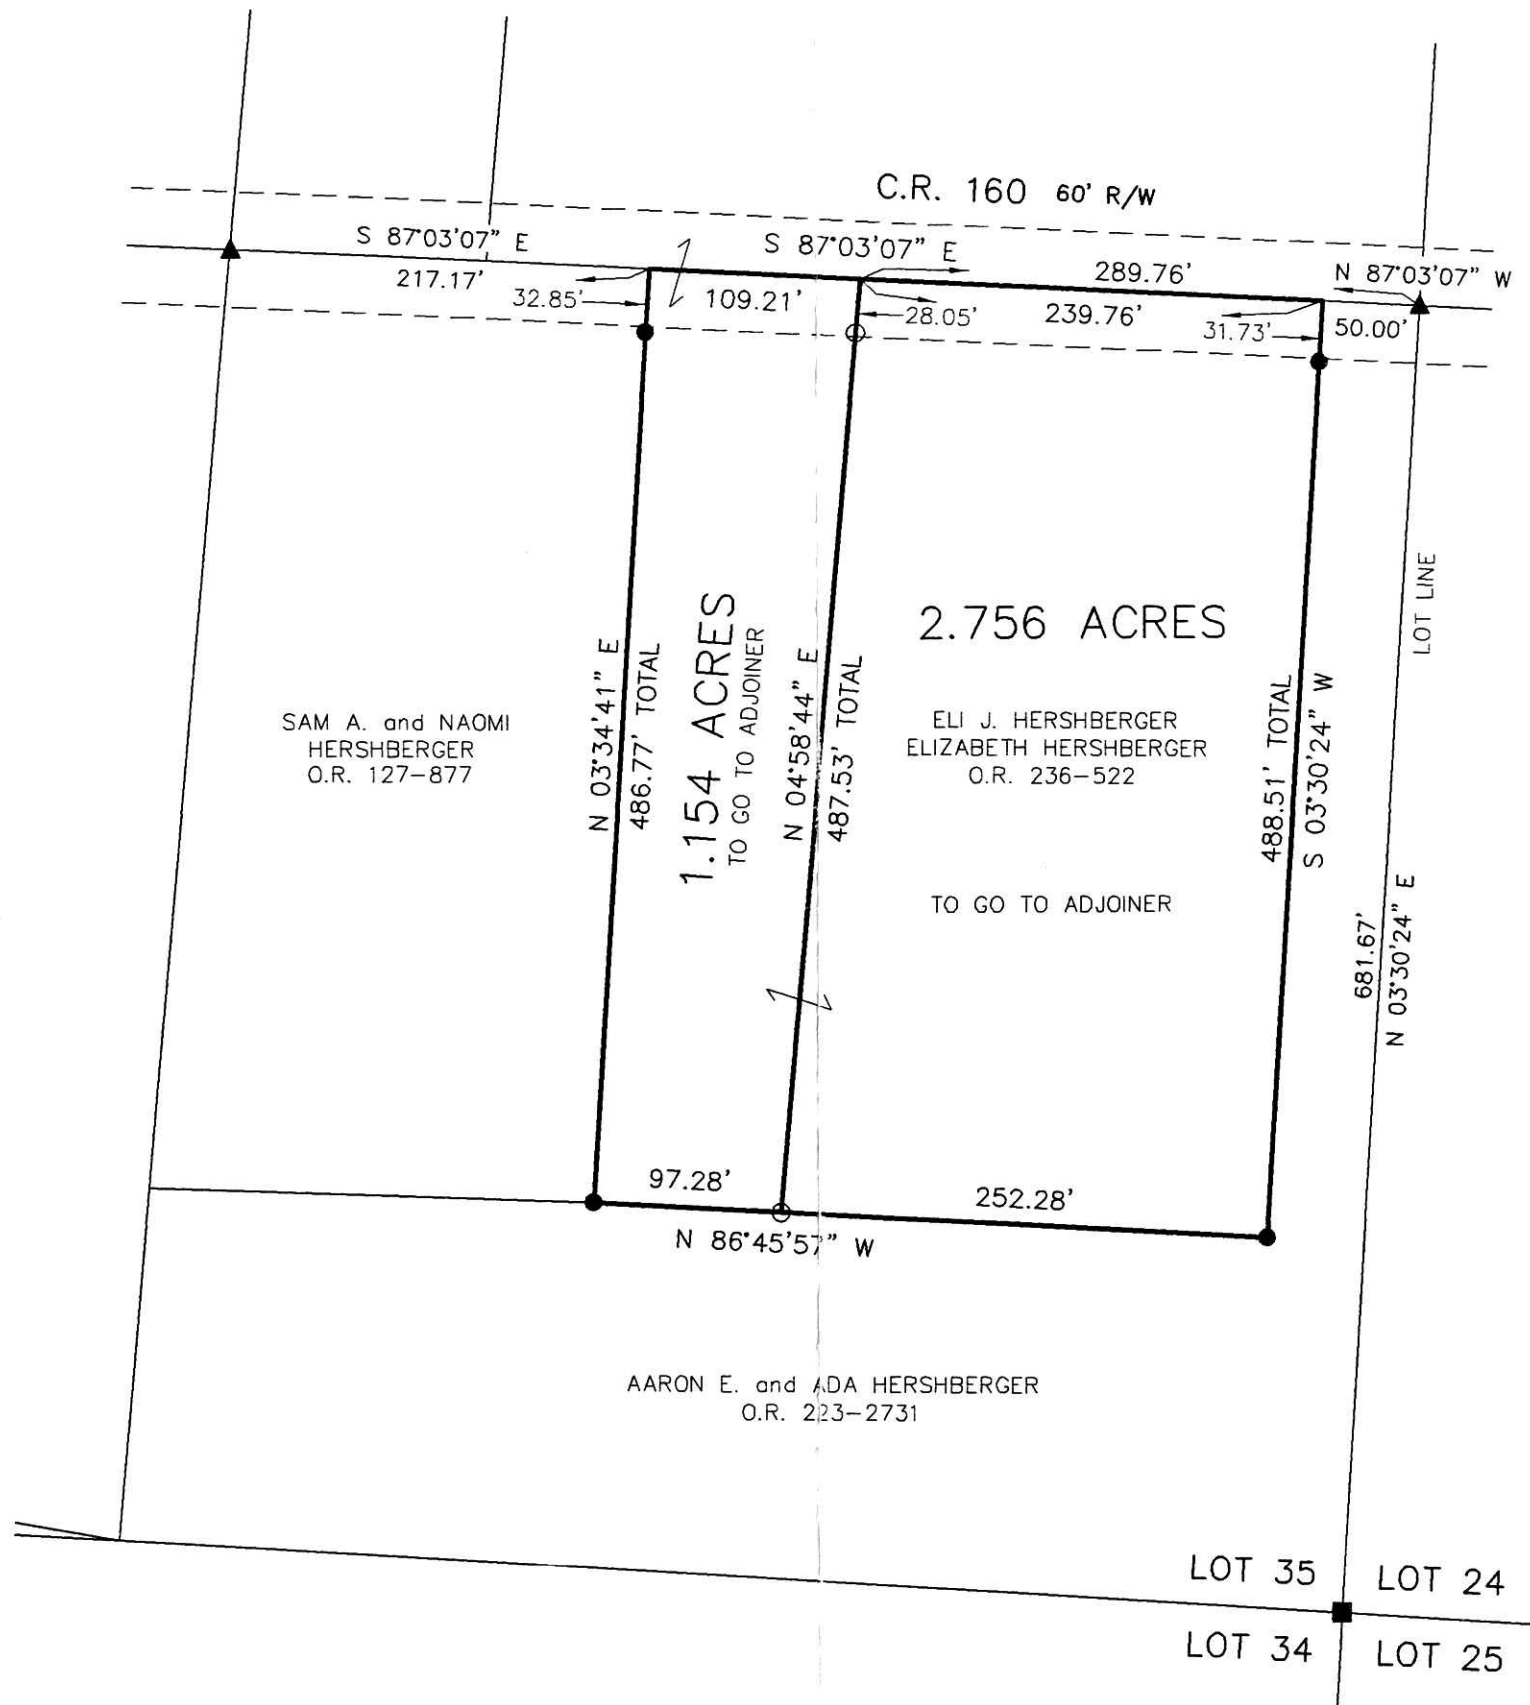 C.R. 160 60' R/W
S 87°03'07" E
S 87°03'07" E
217.17'
32.85'
109.21'
28.05'
289.76'
239.76'
N 87°03'07" W
31.73'
50.00'
N 03°34'41" E
486.77' TOTAL
1.154 ACRES
TO GO TO ADJOINER
N 04°58'44" E
487.53' TOTAL
2.756 ACRES
SAM A. and NAOMI
HERSHBERGER
O.R. 127-877
ELI J. HERSHBERGER
ELIZABETH HERSHBERGER
O.R. 236-522
TO GO TO ADJOINER
488.51' TOTAL
S 03°30'24" W
LOT LINE
681.67'
N 03°30'24" E
97.28'
252.28'
N 86°45'57" W
AARON E. and ADA HERSHBERGER
O.R. 223-2731
LOT 35
LOT 24
LOT 34
LOT 25